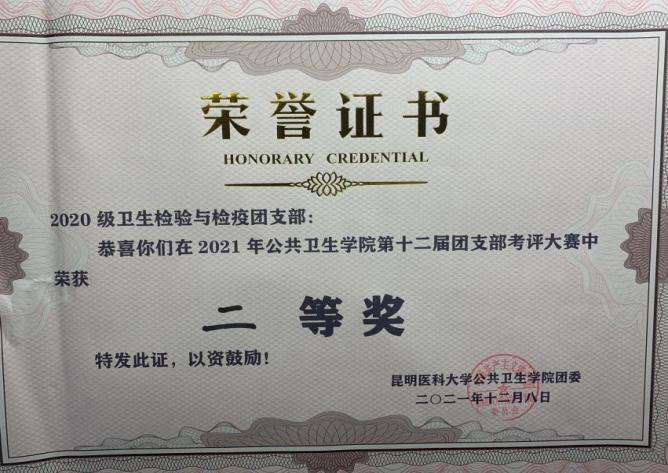 荣誉证书
HONORARY CREDENTIAL
2020 级卫生检验与检疫团支部：
恭喜你们在 2021 年公共卫生学院第十二届团支部考评大赛中
荣获
二 等 奖
特发此证，以资鼓励！
昆明医科大学公共卫生学院团委
二〇二一年十二月八日
委员会